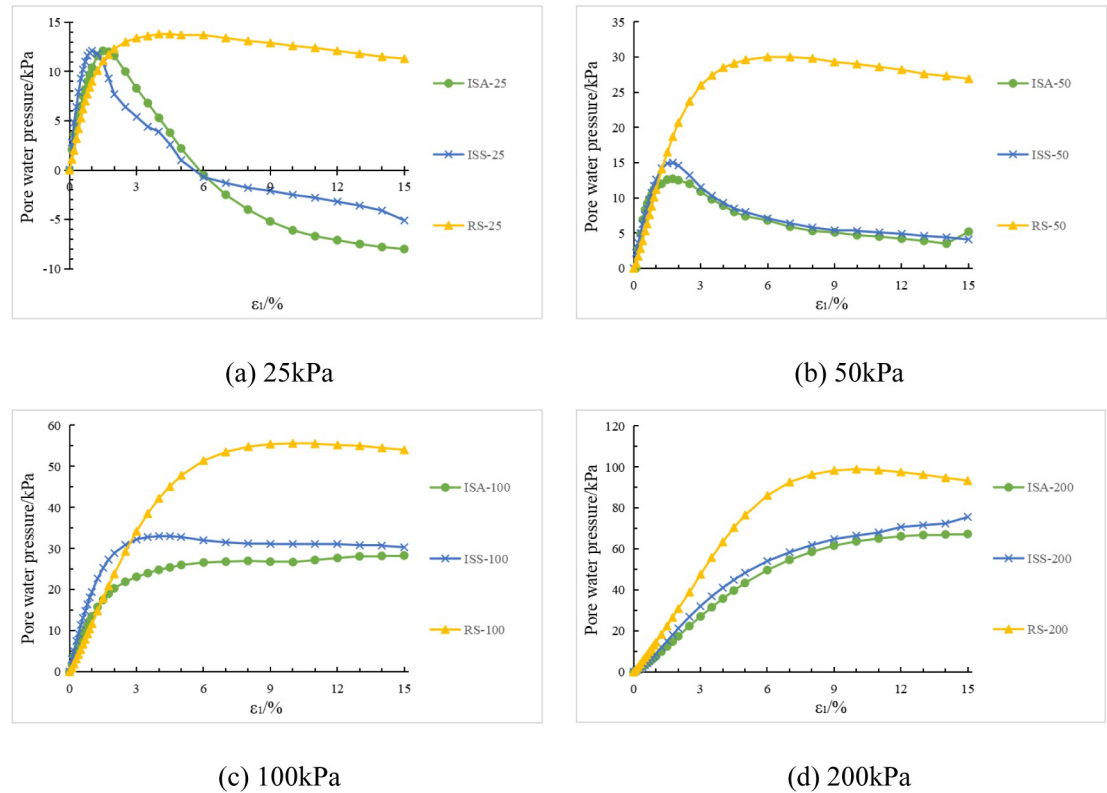 Pore water pressure/kPa
15
10
5
0
-5
-10
0
3
6
9
12
15
ε₁/%
ISA-25
ISS-25
RS-25
(a) 25kPa
Pore water pressure/kPa
35
30
25
20
15
10
5
0
0
3
6
9
12
15
ε₁/%
ISA-50
ISS-50
RS-50
(b) 50kPa
Pore water pressure/kPa
60
50
40
30
20
10
0
0
3
6
9
12
15
ε₁/%
ISA-100
ISS-100
RS-100
(c) 100kPa
Pore water pressure/kPa
120
100
80
60
40
20
0
0
3
6
9
12
15
ε₁/%
ISA-200
ISS-200
RS-200
(d) 200kPa